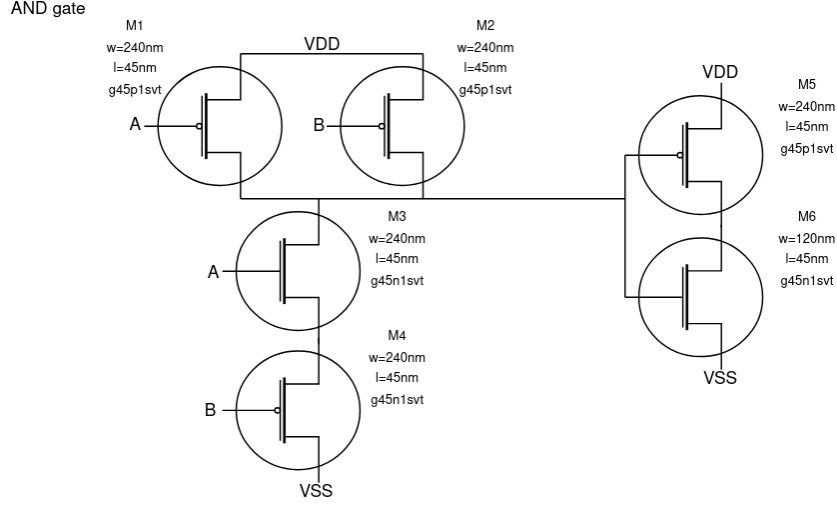 AND gate
M1
w=240nm
l=45nm
g45p1svt
A
VDD
M2
w=240nm
l=45nm
g45p1svt
B
VDD
M5
w=240nm
l=45nm
g45p1svt
M3
w=240nm
l=45nm
g45n1svt
A
M6
w=120nm
l=45nm
g45n1svt
VSS
M4
w=240nm
l=45nm
g45n1svt
B
VSS